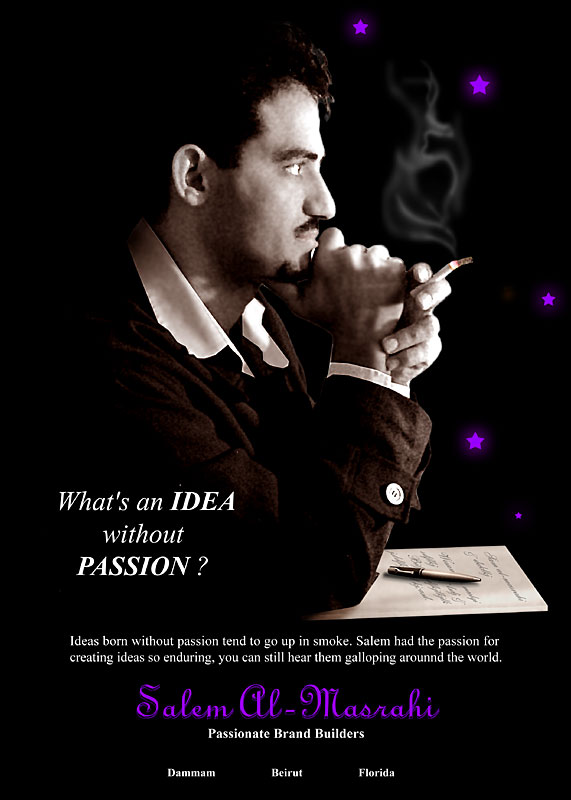 What's an IDEA
without
PASSION ?
Ideas born without passion tend to go up in smoke. Salem had the passion for
creating ideas so enduring, you can still hear them galloping arounnd the world.
Salem Al-Masrahi
Passionate Brand Builders
Dammam Beirut Florida